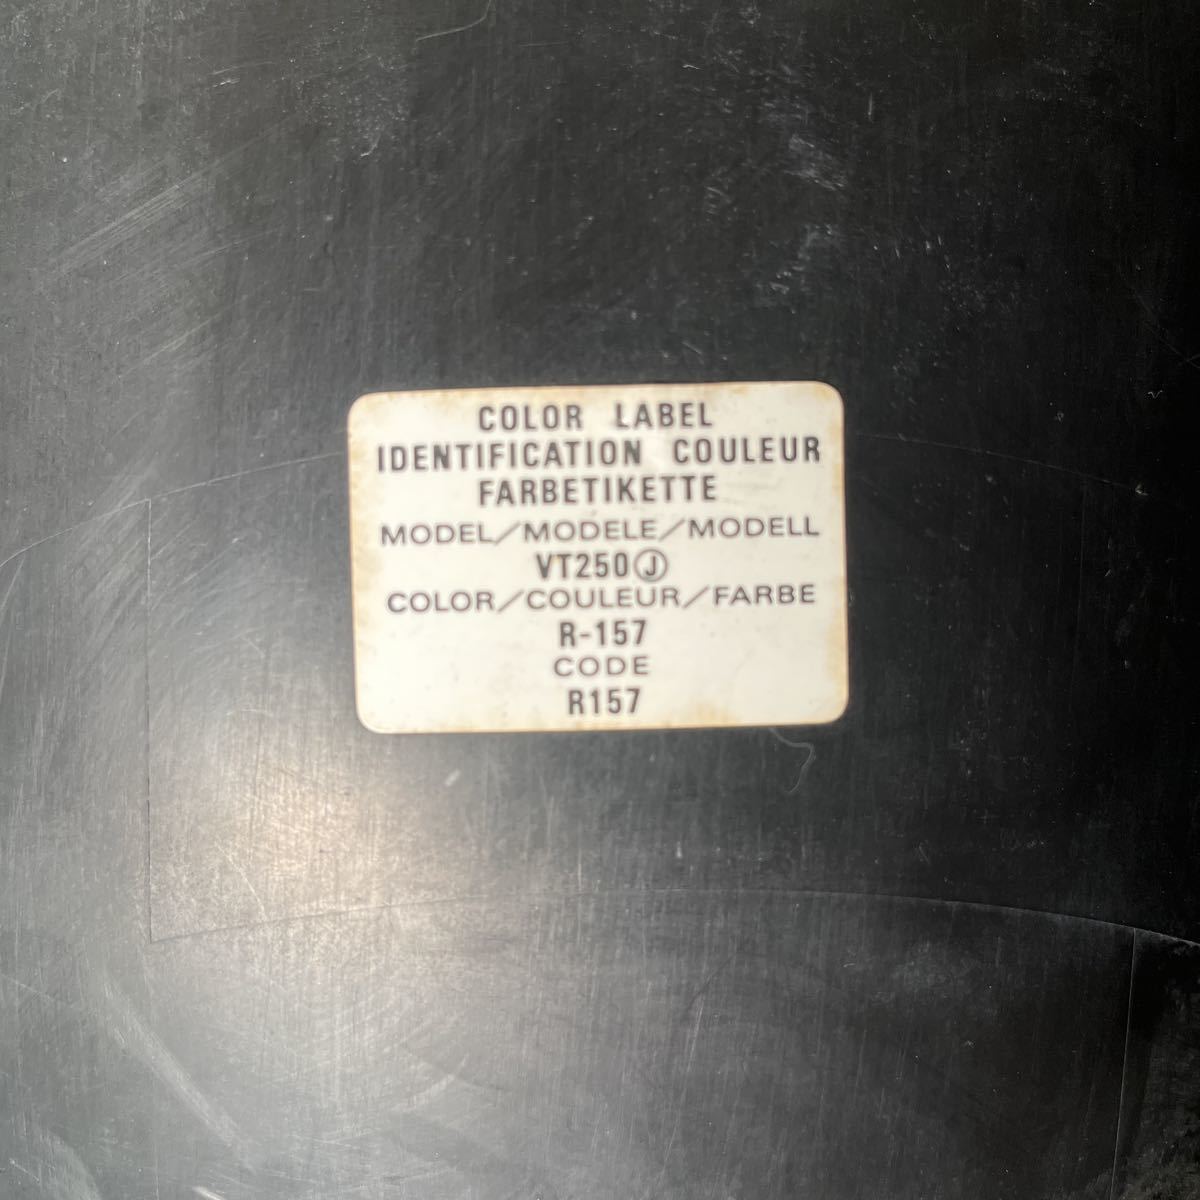 COLOR LABEL
IDENTIFICATION COULEUR
FARBETIKETTE
MODEL/MODELE/MODELL
VT250Ⓙ
COLOR/COULEUR/FARBE
R-157
CODE
R157